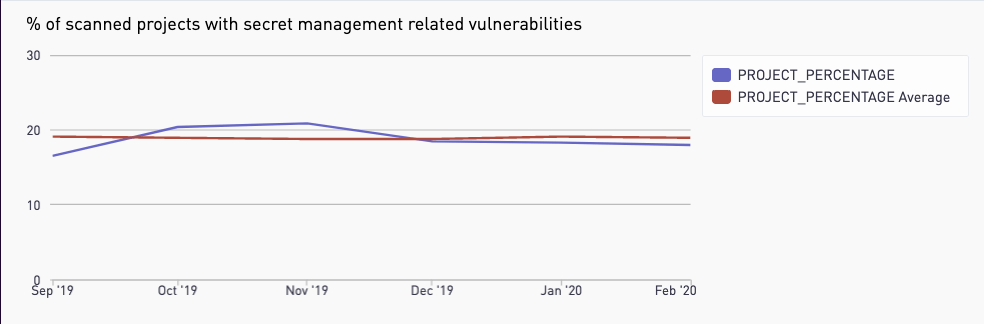 % of scanned projects with secret management related vulnerabilities
30
20
10
0
Sep '19 Oct '19 Nov '19 Dec '19 Jan '20 Feb '20
PROJECT_PERCENTAGE
PROJECT_PERCENTAGE Average